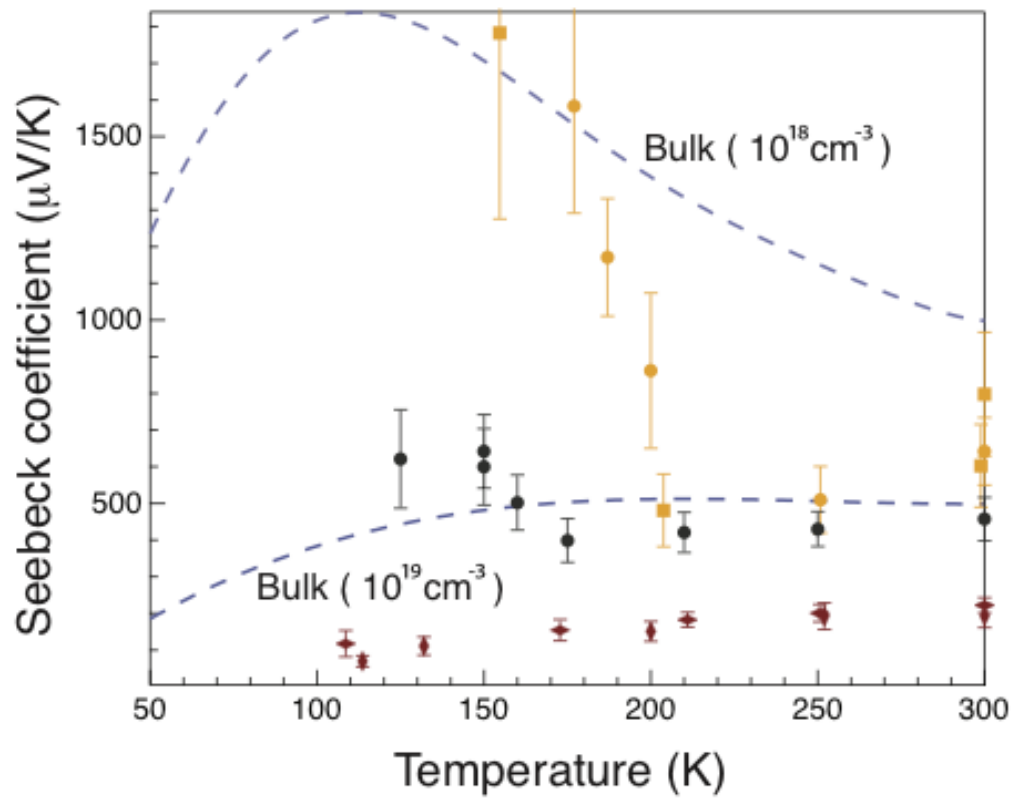 Seebeck coefficient (μV/K)
1500
1000
500
Bulk ( 10¹⁸cm⁻³ )
Bulk ( 10¹⁹cm⁻³ )
50 100 150 200 250 300
Temperature (K)